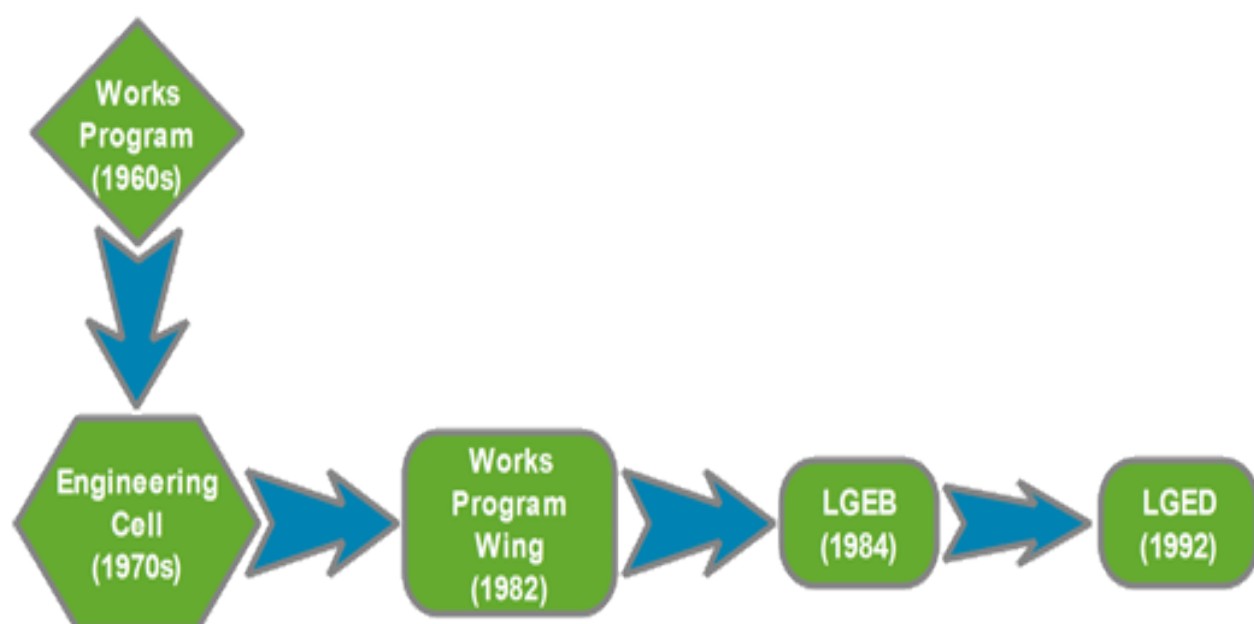 Works
Program
(1960s)
Engineering
Cell
(1970s)
Works
Program
Wing
(1982)
LGEB
(1984)
LGED
(1992)